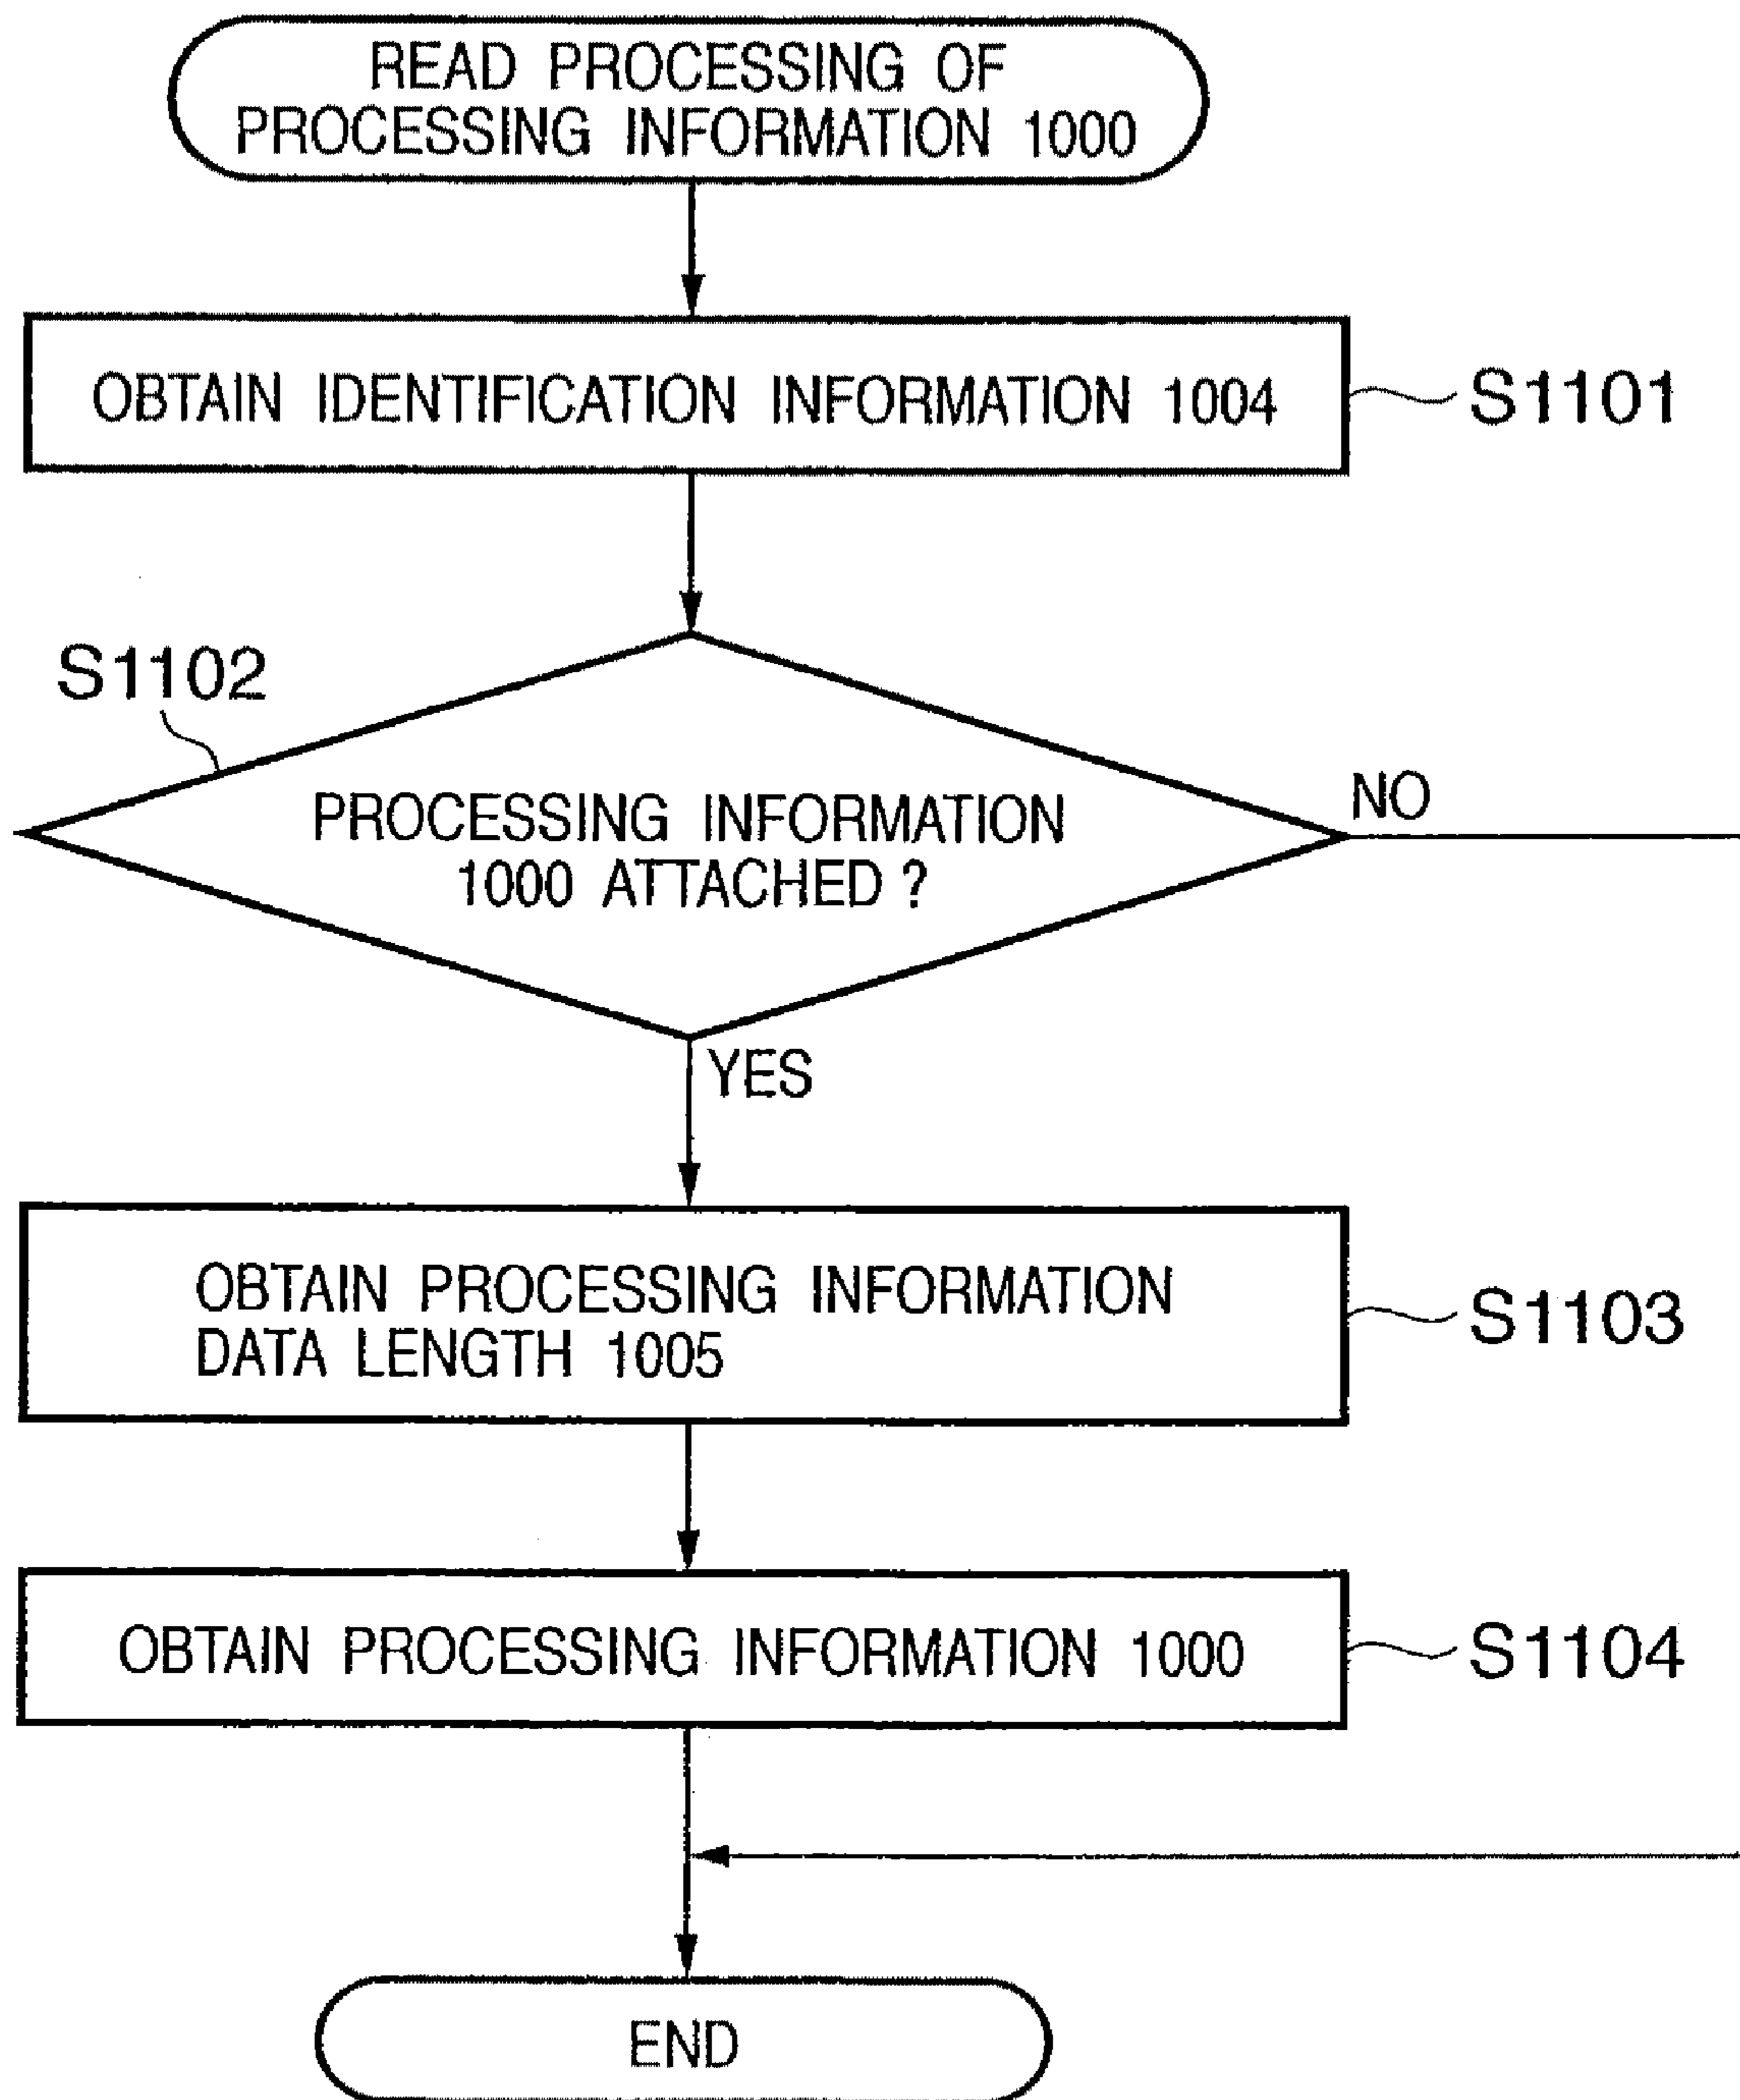 READ PROCESSING OF
PROCESSING INFORMATION 1000
OBTAIN IDENTIFICATION INFORMATION 1004
S1101
S1102
PROCESSING INFORMATION
1000 ATTACHED ?
NO
YES
OBTAIN PROCESSING INFORMATION
DATA LENGTH 1005
S1103
OBTAIN PROCESSING INFORMATION 1000
S1104
END